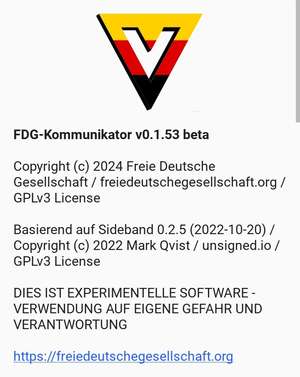 V
FDG-Kommunikator v0.1.53 beta
Copyright (c) 2024 Freie Deutsche
Gesellschaft / freiedeutschegesellschaft.org /
GPLv3 License
Basierend auf Sideband 0.2.5 (2022-10-20) /
Copyright (c) 2022 Mark Qvist / unsigned.io /
GPLv3 License
DIES IST EXPERIMENTELLE SOFTWARE -
VERWENDUNG AUF EIGENE GEFAHR UND
VERANTWORTUNG
https://freiedeutschegesellschaft.org